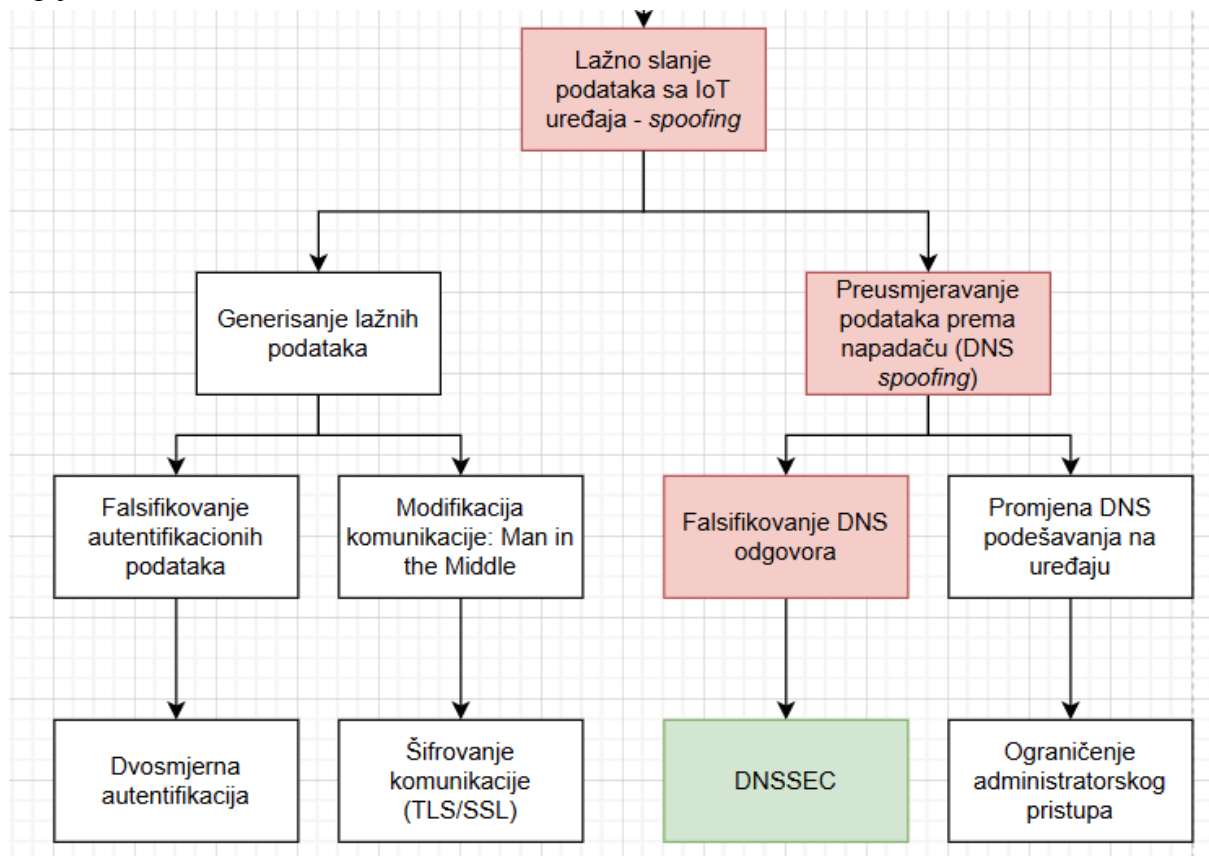 Lažno slanje
podataka sa IoT
uređaja - spoofing
Generisanje lažnih
podataka
Preusmjeravanje
podataka prema
napadaču (DNS
spoofing)
Falsifikovanje
autentifikacionih
podataka
Modifikacija
komunikacije: Man in
the Middle
Falsifikovanje DNS
odgovora
Promjena DNS
podešavanja na
uređaju
Dvosmjerna
autentifikacija
Šifrovanje
komunikacije
(TLS/SSL)
DNSSEC
Ograničenje
administratorskog
pristupa